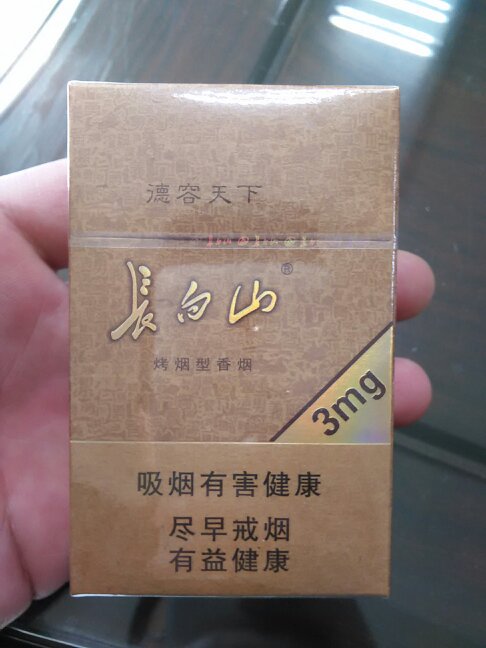 德容天下
長白山®
烤烟型香烟
3mg
吸烟有害健康
尽早戒烟
有益健康